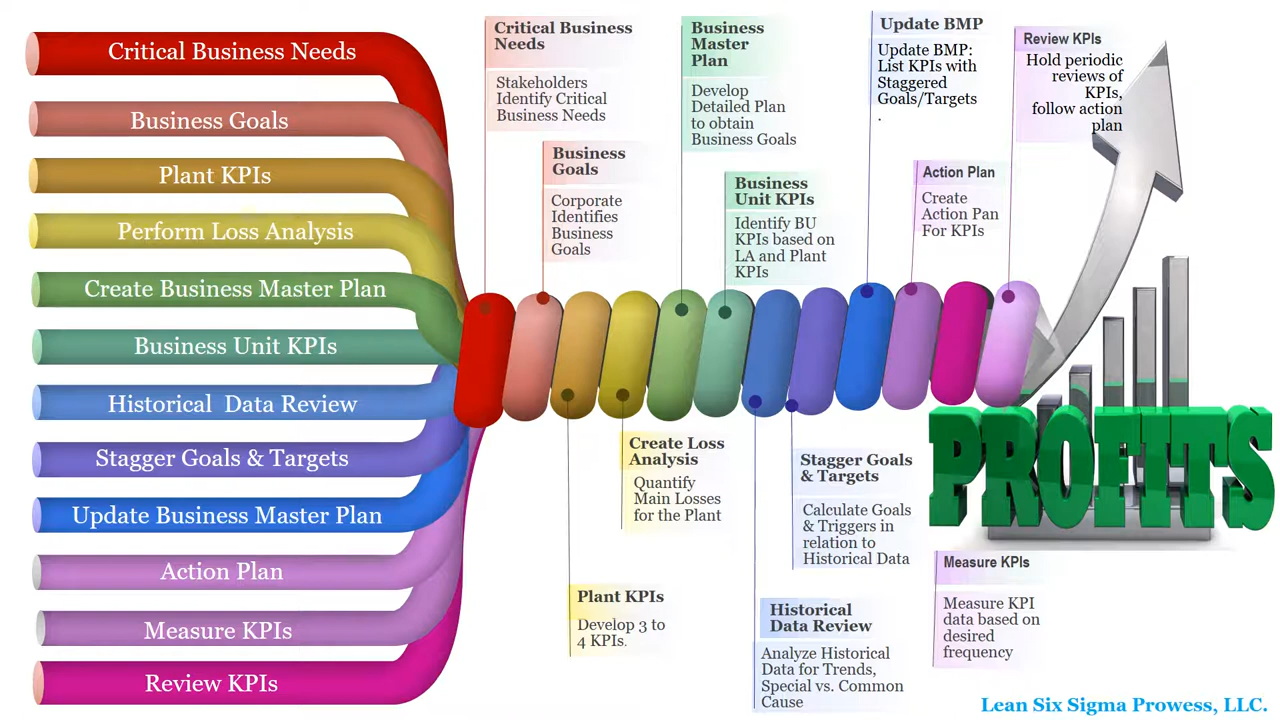 Critical Business Needs
Business Goals
Plant KPIs
Perform Loss Analysis
Create Business Master Plan
Business Unit KPIs
Historical  Data Review
Stagger Goals & Targets
Update Business Master Plan
Action Plan
Measure KPIs
Review KPIs
Critical Business
Needs
Stakeholders
Identify Critical
Business Needs
Business
Goals
Corporate
Identifies
Business
Goals
Plant KPIs
Develop 3 to
4 KPIs.
Create Loss
Analysis
Quantify
Main Losses
for the Plant
Business
Master
Plan
Develop
Detailed Plan
to obtain
Business Goals
Business
Unit KPIs
Identify BU
KPIs based on
LA and Plant
KPIs
Historical
Data Review
Analyze Historical
Data for Trends,
Special vs. Common
Cause
Stagger Goals
& Targets
Calculate Goals
& Triggers in
relation to
Historical Data
Update BMP
Update BMP:
List KPIs with
Staggered
Goals/Targets
.
Action Plan
Create
Action Pan
For KPIs
Measure KPIs
Measure KPI
data based on
desired
frequency
Review KPIs
Hold periodic
reviews of
KPIs,
follow action
plan
PROFITS
Lean Six Sigma Prowess, LLC.